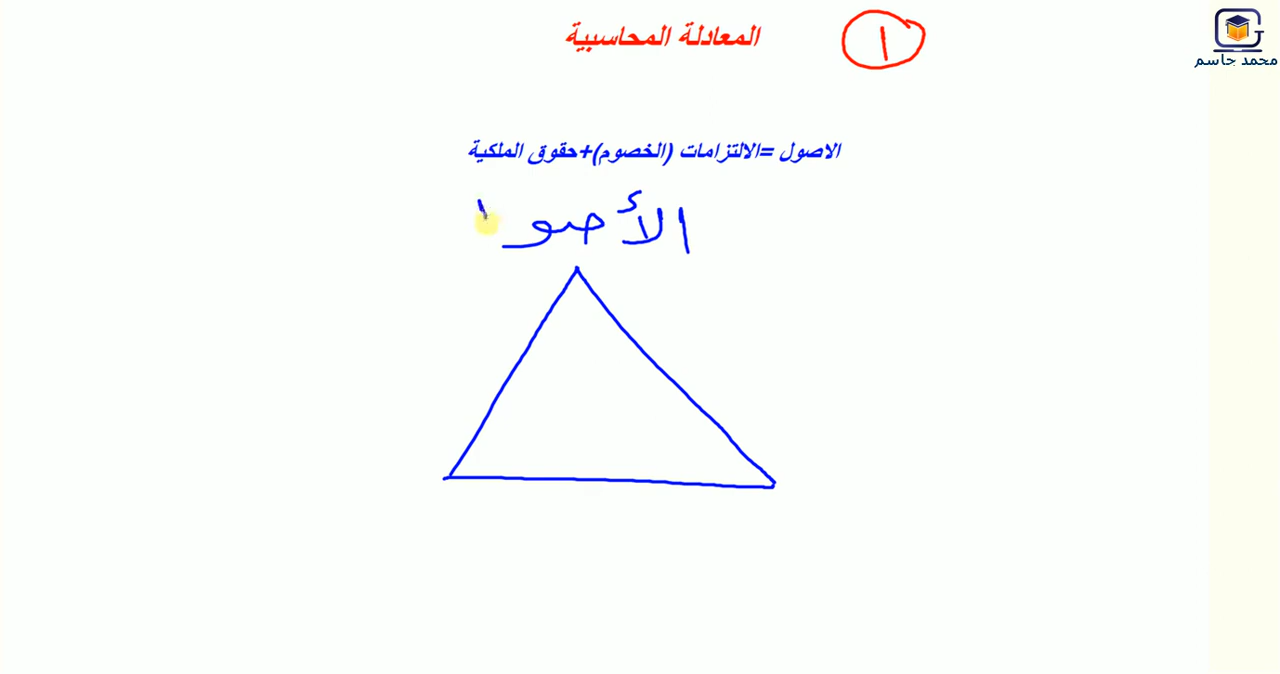 المعادلة المحاسبية
١
محمد جاسم
الاصول =الالتزامات (الخصوم)+حقوق الملكية
الأصو